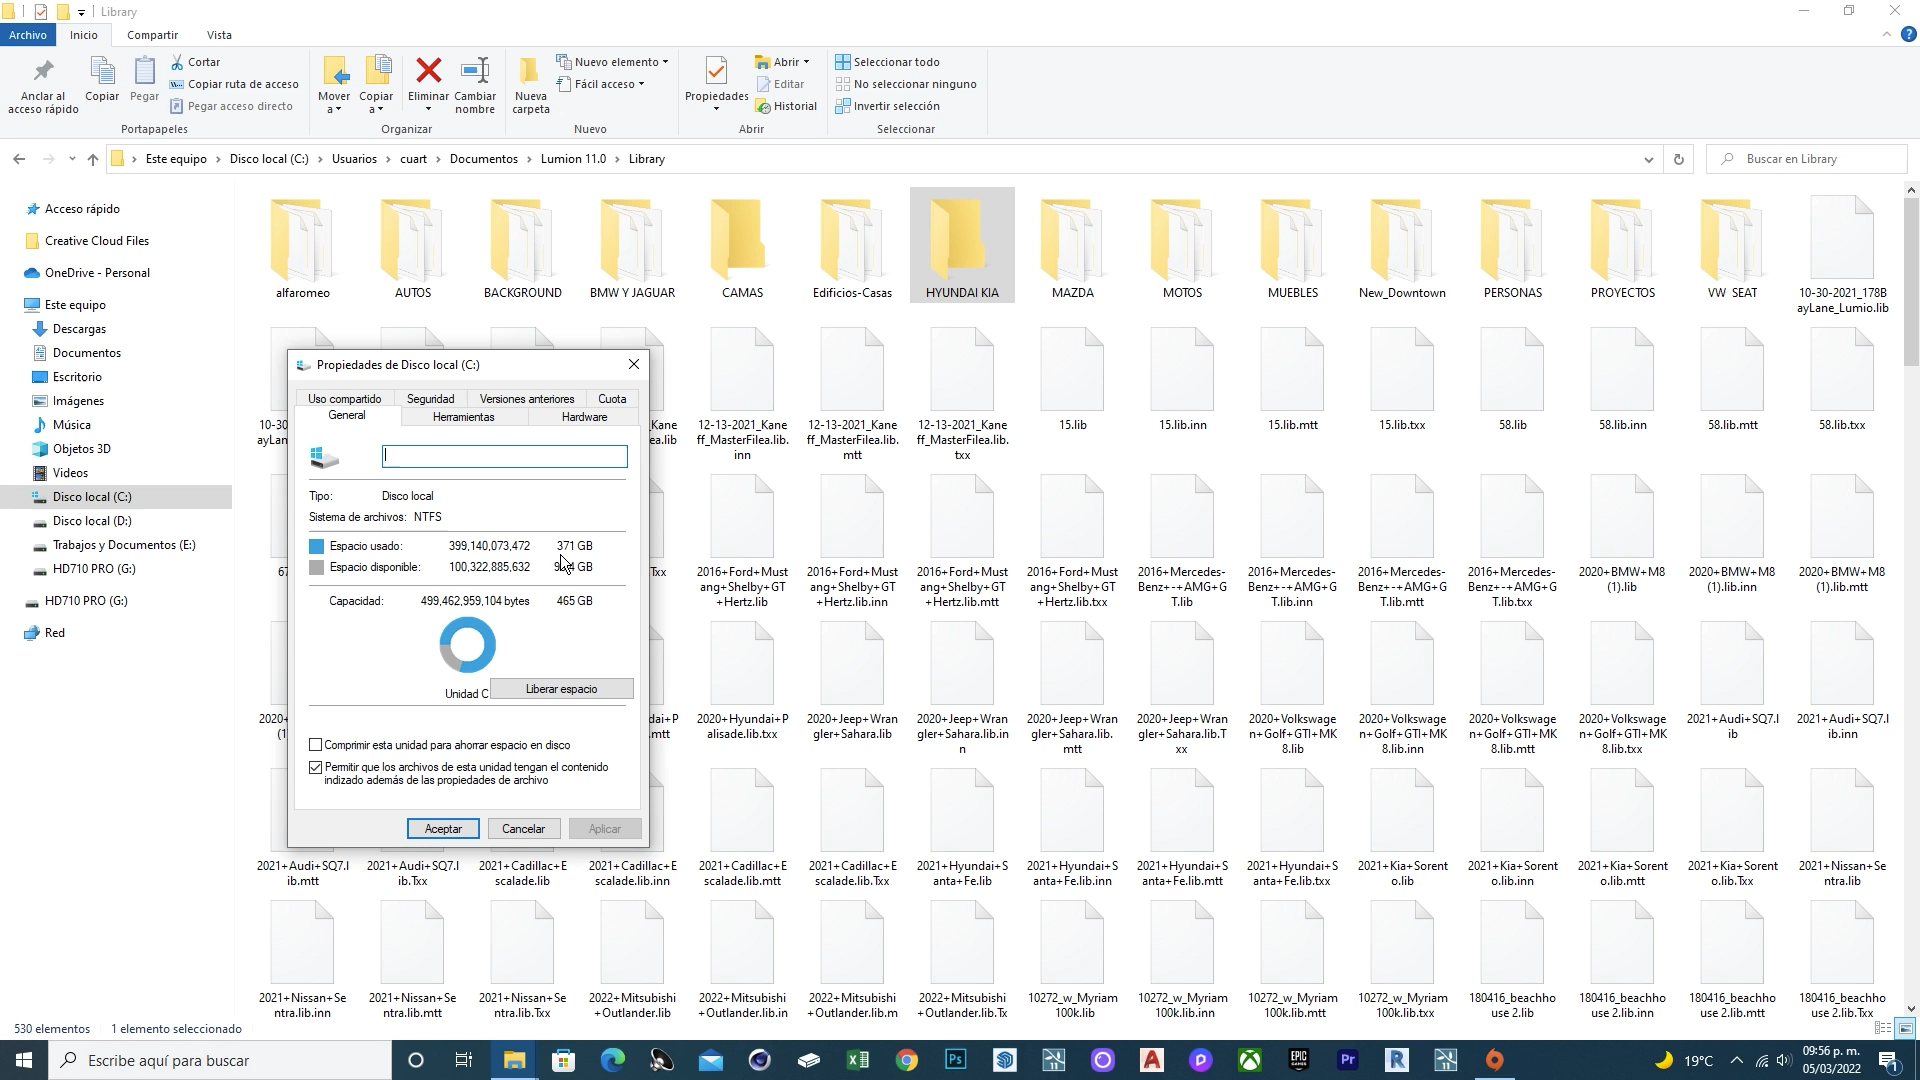 Library
Archivo
Inicio
Compartir
Vista
Anclar al
acceso rápido
Copiar
Pegar
Cortar
Copiar ruta de acceso
Pegar acceso directo
Portapapeles
Mover
a
Copiar
a
Eliminar
Cambiar
nombre
Organizar
Nueva
carpeta
Nuevo elemento
Fácil acceso
Nuevo
Propiedades
Abrir
Editar
Historial
Abrir
Seleccionar todo
No seleccionar ninguno
Invertir selección
Seleccionar
Este equipo > Disco local (C:) > Usuarios > cuart > Documentos > Lumion 11.0 > Library
Buscar en Library
Acceso rápido
Creative Cloud Files
OneDrive - Personal
Este equipo
Descargas
Documentos
Escritorio
Imágenes
Música
Objetos 3D
Videos
Disco local (C:)
Disco local (D:)
Trabajos y Documentos (E:)
HD710 PRO (G:)
HD710 PRO (G:)
Red
alfaromeo
AUTOS
BACKGROUND
BMW Y JAGUAR
CAMAS
Edificios-Casas
HYUNDAI KIA
MAZDA
MOTOS
MUEBLES
New_Downtown
PERSONAS
PROYECTOS
VW SEAT
10-30-2021_178B
ayLane_Lumio.lib
Propiedades de Disco local (C:)
Uso compartido
Seguridad
Versiones anteriores
Cuota
General
Herramientas
Hardware
Tipo: Disco local
Sistema de archivos: NTFS
Espacio usado: 399,140,073,472 371 GB
Espacio disponible: 100,322,885,632 GB
Capacidad: 499,462,959,104 bytes 465 GB
Unidad C
Liberar espacio
Comprimir esta unidad para ahorrar espacio en disco
Permitir que los archivos de esta unidad tengan el contenido
indizado además de las propiedades de archivo
Aceptar
Cancelar
Aplicar
12-13-2021_Kane
ff_MasterFilea.lib.
inn
12-13-2021_Kane
ff_MasterFilea.lib.
mtt
12-13-2021_Kane
ff_MasterFilea.lib.
txx
15.lib
15.lib.inn
15.lib.mtt
15.lib.txx
58.lib
58.lib.inn
58.lib.mtt
58.lib.txx
2016+Ford+Must
ang+Shelby+GT
+Hertz.lib
2016+Ford+Must
ang+Shelby+GT
+Hertz.lib.inn
2016+Ford+Must
ang+Shelby+GT
+Hertz.lib.mtt
2016+Ford+Must
ang+Shelby+GT
+Hertz.lib.txx
2016+Mercedes-
Benz+-+AMG+G
T.lib
2016+Mercedes-
Benz+-+AMG+G
T.lib.inn
2016+Mercedes-
Benz+-+AMG+G
T.lib.mtt
2016+Mercedes-
Benz+-+AMG+G
T.lib.txx
2020+BMW+M8
(1).lib
2020+BMW+M8
(1).lib.inn
2020+BMW+M8
(1).lib.mtt
2020+Hyundai+P
alisade.lib.txx
2020+Jeep+Wran
gler+Sahara.lib
2020+Jeep+Wran
gler+Sahara.lib.in
n
2020+Jeep+Wran
gler+Sahara.lib.
mtt
2020+Jeep+Wran
gler+Sahara.lib.T
xx
2020+Volkswage
n+Golf+GTI+MK
8.lib
2020+Volkswage
n+Golf+GTI+MK
8.lib.inn
2020+Volkswage
n+Golf+GTI+MK
8.lib.mtt
2020+Volkswage
n+Golf+GTI+MK
8.lib.txx
2021+Audi+SQ7.l
ib
2021+Audi+SQ7.l
ib.inn
2021+Audi+SQ7.l
ib.mtt
2021+Audi+SQ7.l
ib.Txx
2021+Cadillac+E
scalade.lib
2021+Cadillac+E
scalade.lib.inn
2021+Cadillac+E
scalade.lib.mtt
2021+Cadillac+E
scalade.lib.Txx
2021+Hyundai+S
anta+Fe.lib
2021+Hyundai+S
anta+Fe.lib.inn
2021+Hyundai+S
anta+Fe.lib.mtt
2021+Hyundai+S
anta+Fe.lib.txx
2021+Kia+Sorent
o.lib
2021+Kia+Sorent
o.lib.inn
2021+Kia+Sorent
o.lib.mtt
2021+Kia+Sorent
o.lib.Txx
2021+Nissan+Se
ntra.lib
2021+Nissan+Se
ntra.lib.inn
2021+Nissan+Se
ntra.lib.mtt
2021+Nissan+Se
ntra.lib.Txx
2022+Mitsubishi
+Outlander.lib
2022+Mitsubishi
+Outlander.lib.in
2022+Mitsubishi
+Outlander.lib.m
2022+Mitsubishi
+Outlander.lib.Tx
10272_w_Myriam
100k.lib
10272_w_Myriam
100k.lib.inn
10272_w_Myriam
100k.lib.mtt
10272_w_Myriam
100k.lib.txx
180416_beachho
use 2.lib
180416_beachho
use 2.lib.inn
180416_beachho
use 2.lib.mtt
180416_beachho
use 2.lib.Txx
530 elementos
1 elemento seleccionado
Escribe aquí para buscar
Ps
EPIC
GAMES
Pr
R
19°C
09:56 p. m.
05/03/2022